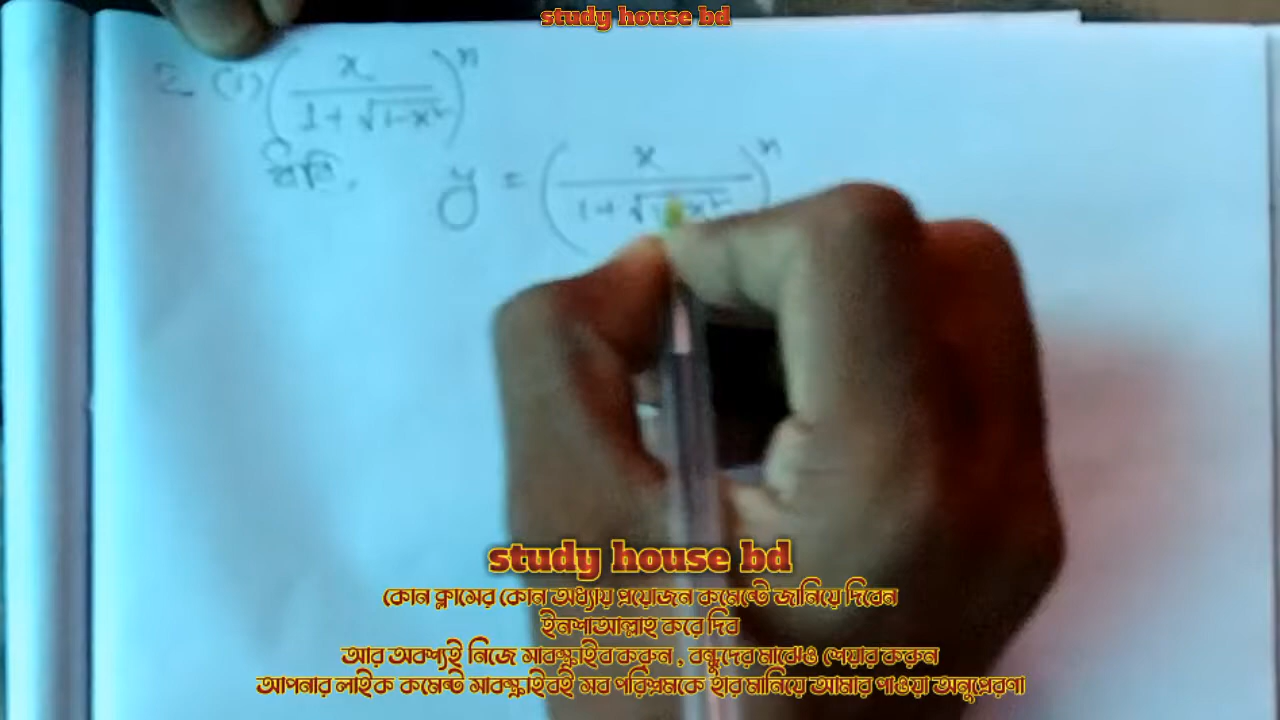 study house bd
2 (i) (x / 1+√1-x²)ⁿ
ধরি, y = (x / 1+√1-x²)ⁿ
study house bd
কোন ক্লাসের কোন অধ্যায় প্রয়োজন কমেন্টে জানিয়ে দিবেন
ইনশাআল্লাহ করে দিব
আর অবশ্যই নিজে সাবস্ক্রাইব করুন , বন্ধুদের মাঝেও শেয়ার করুন
আপনার লাইক কমেন্ট সাবস্ক্রাইবই সব পরিশ্রমকে হার মানিয়ে আমার পাওয়া অনুপ্রেরণা